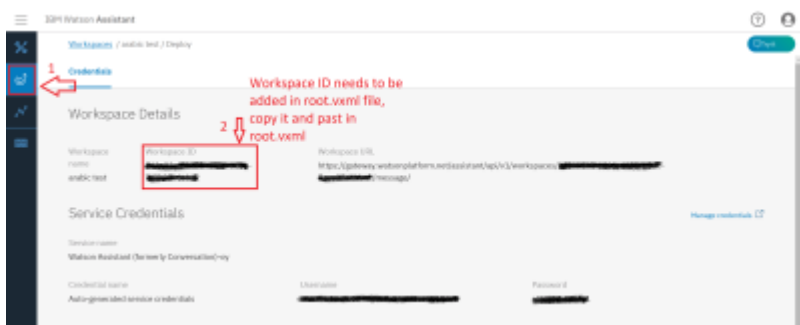 IBM Watson Assistant
Workspaces / arabic test / Deploy
1
Credentials
Workspace ID needs to be
added in root.vxml file,
copy it and past in
root.vxml
Workspace Details
2
Workspace name
Workspace ID
Workspace URL
arabic test
https://gateway.watsonplatform.net/assistant/api/v1/workspaces/
/message/
Service Credentials
Manage credentials
Service name
Watson Assistant (formerly Conversation)-oy
Credential name
Username
Password
Auto-generated service credentials